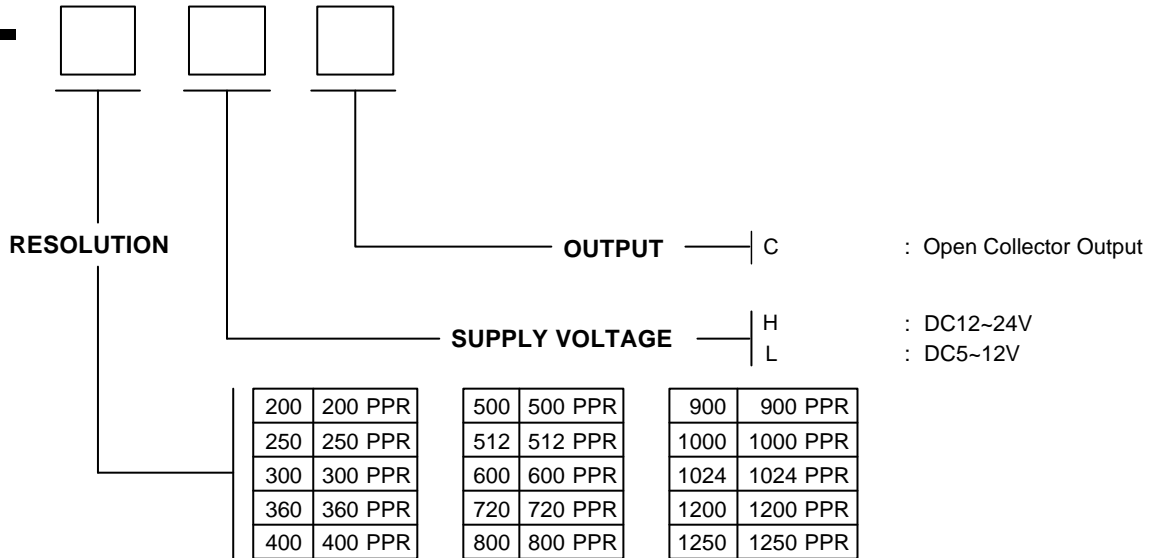 RESOLUTION
OUTPUT C : Open Collector Output
SUPPLY VOLTAGE H : DC12~24V
L : DC5~12V
200 200 PPR 500 500 PPR 900 900 PPR
250 250 PPR 512 512 PPR 1000 1000 PPR
300 300 PPR 600 600 PPR 1024 1024 PPR
360 360 PPR 720 720 PPR 1200 1200 PPR
400 400 PPR 800 800 PPR 1250 1250 PPR